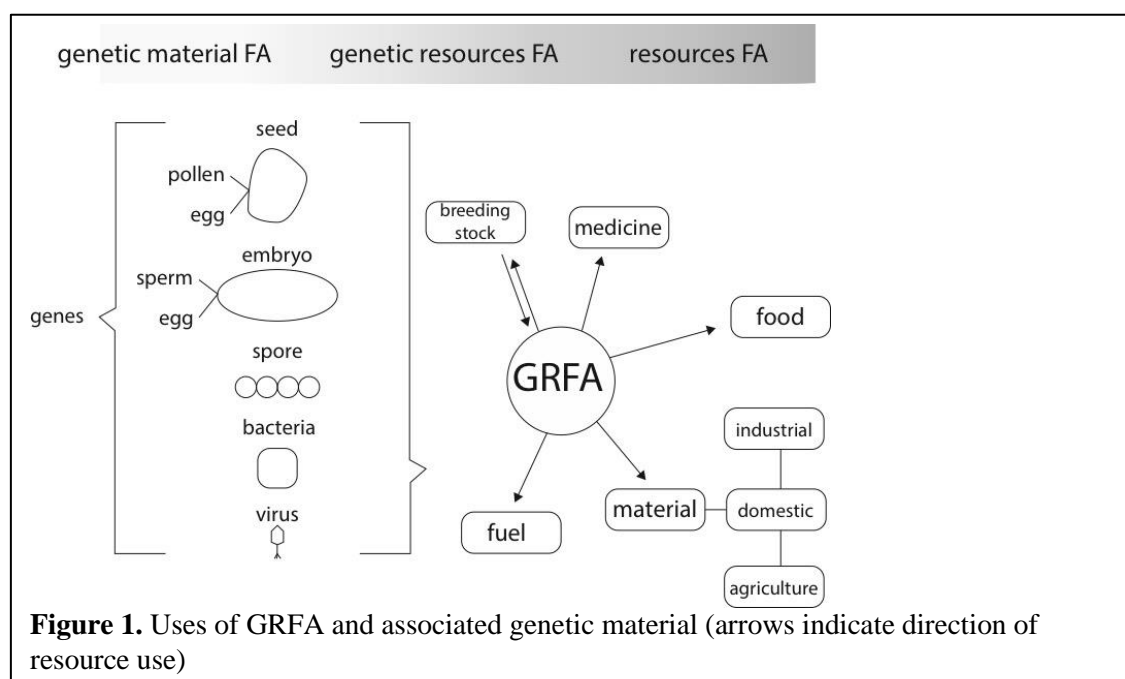 genetic material FA genetic resources FA resources FA
seed
pollen
egg
embryo
sperm
egg
genes
spore
bacteria
virus
breeding
stock
medicine
food
GRFA
industrial
material
domestic
fuel
agriculture
Figure 1. Uses of GRFA and associated genetic material (arrows indicate direction of
resource use)